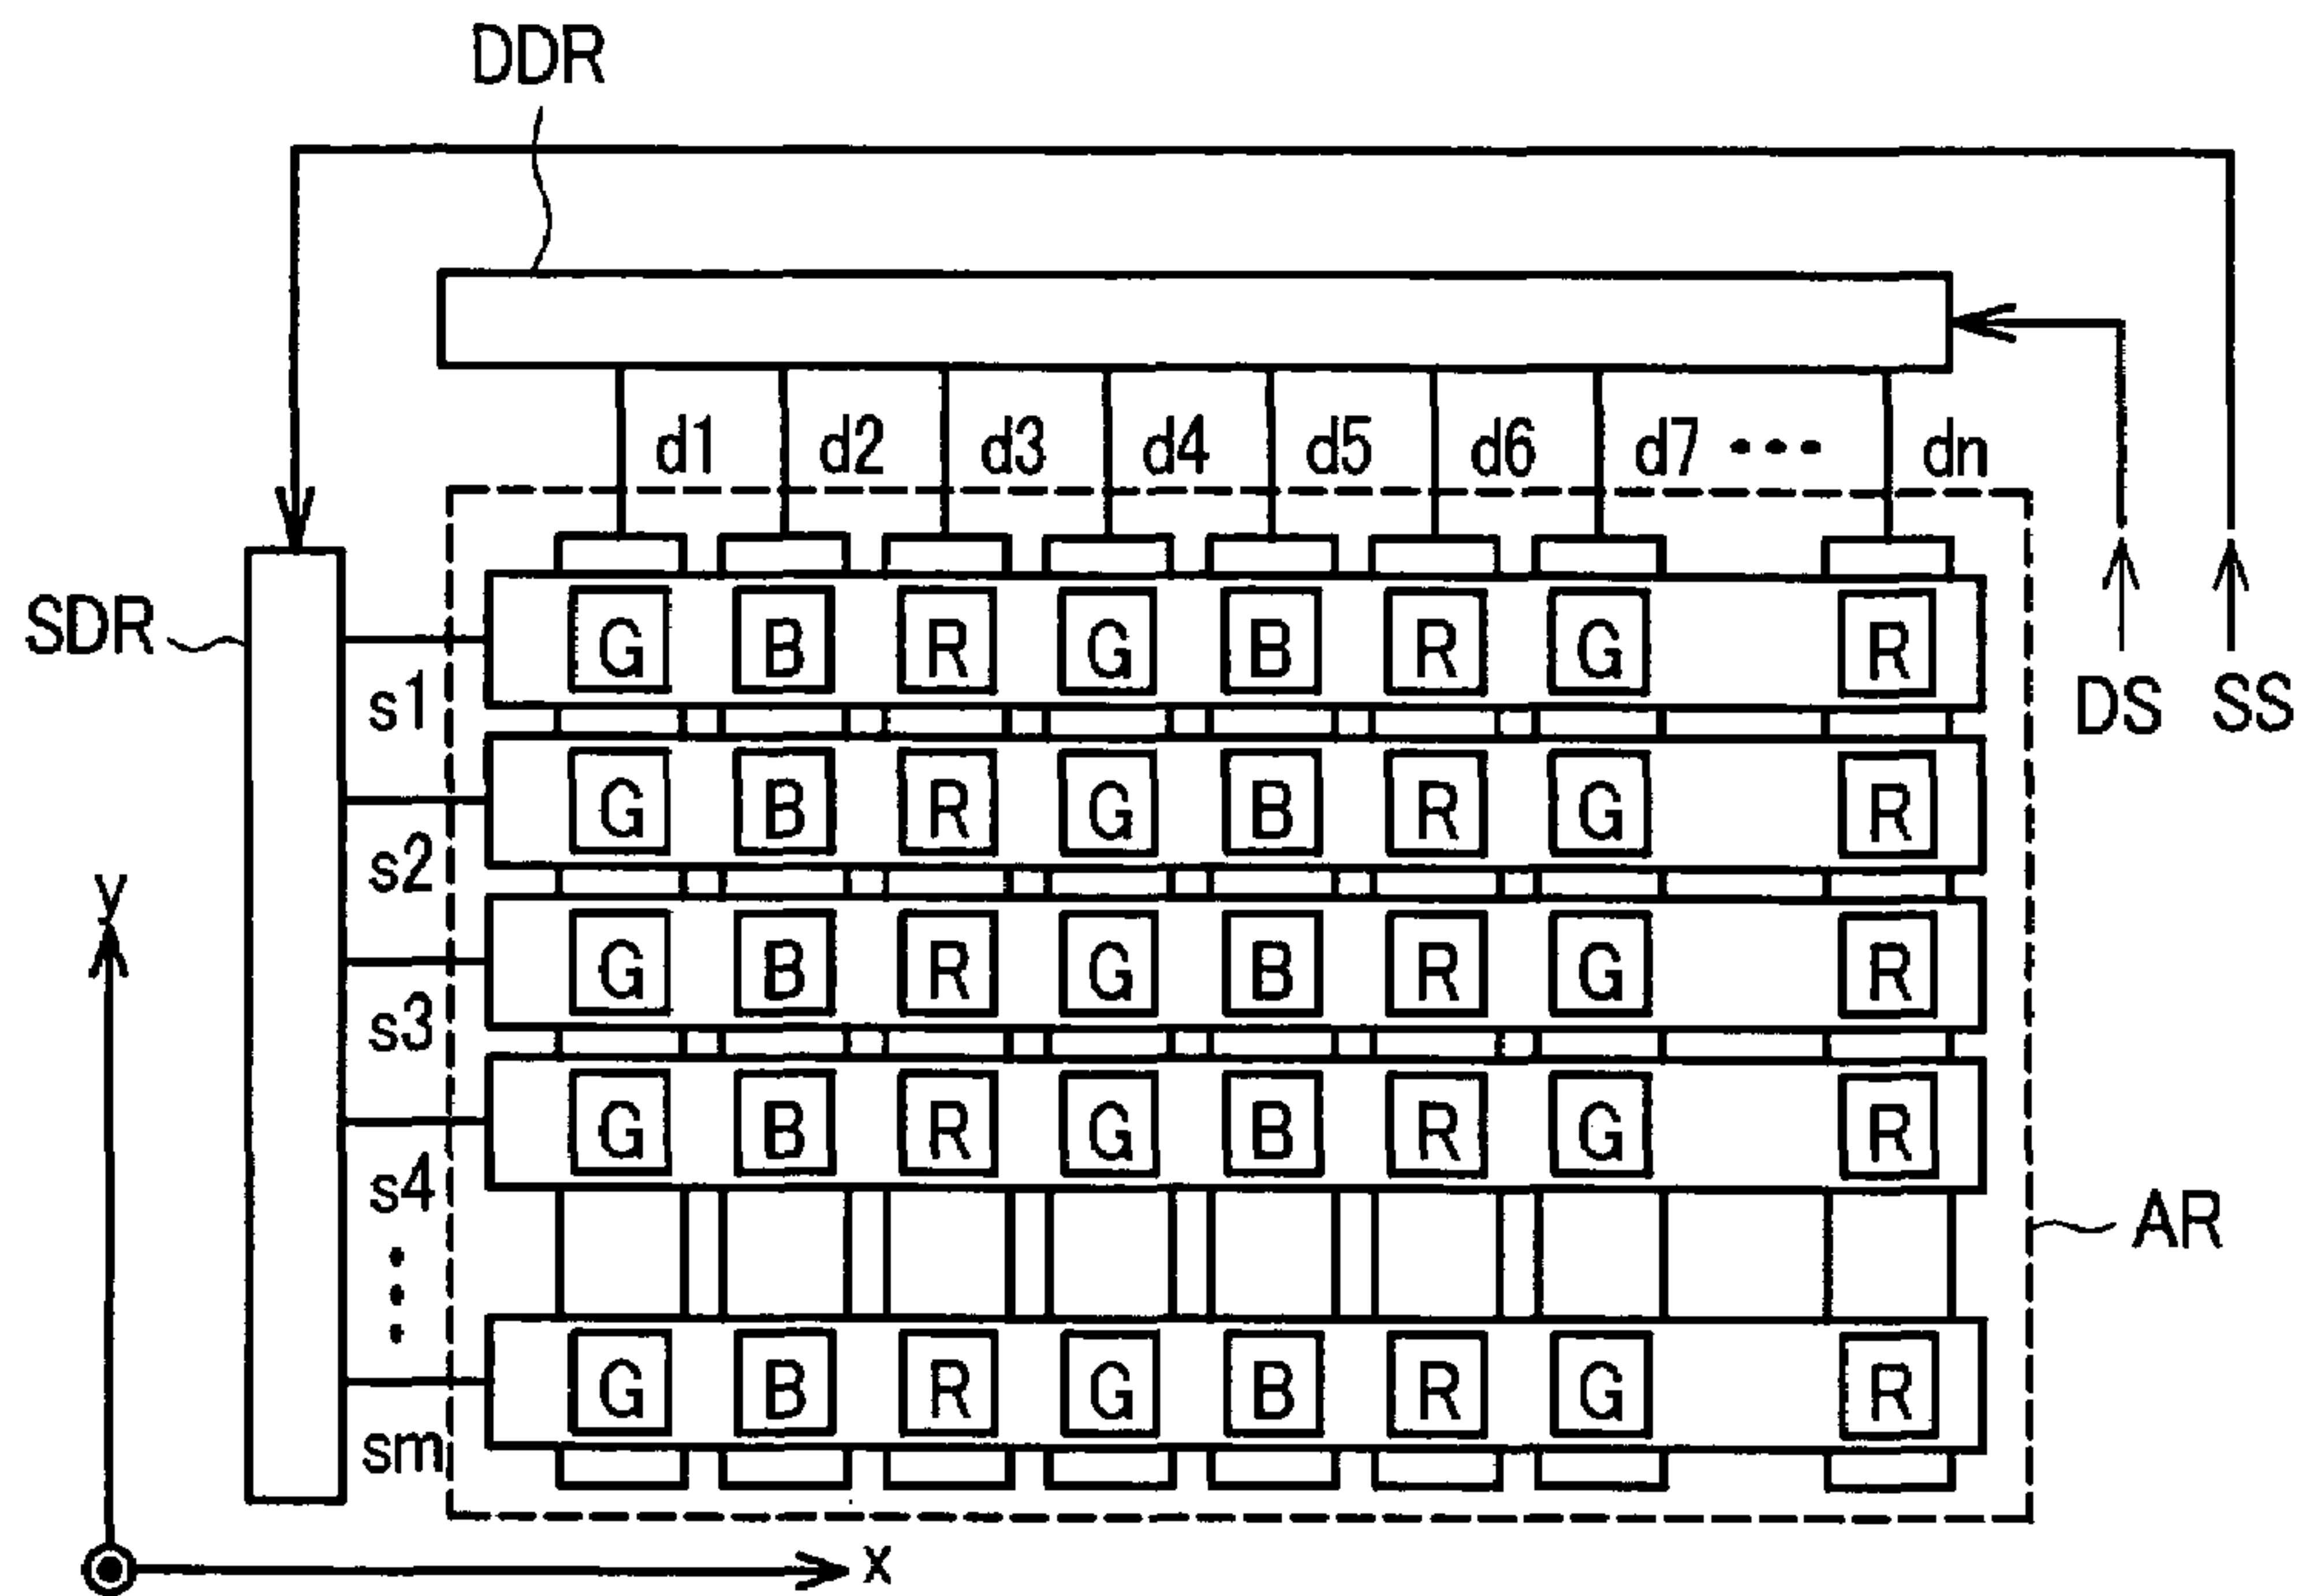 DDR
d1 d2 d3 d4 d5 d6 d7 ••• dn
SDR
G B R G B R G R
s1
DS SS
G B R G B R G R
s2
y
G B R G B R G R
s3
G B R G B R G R
s4
AR
G B R G B R G R
sm
x